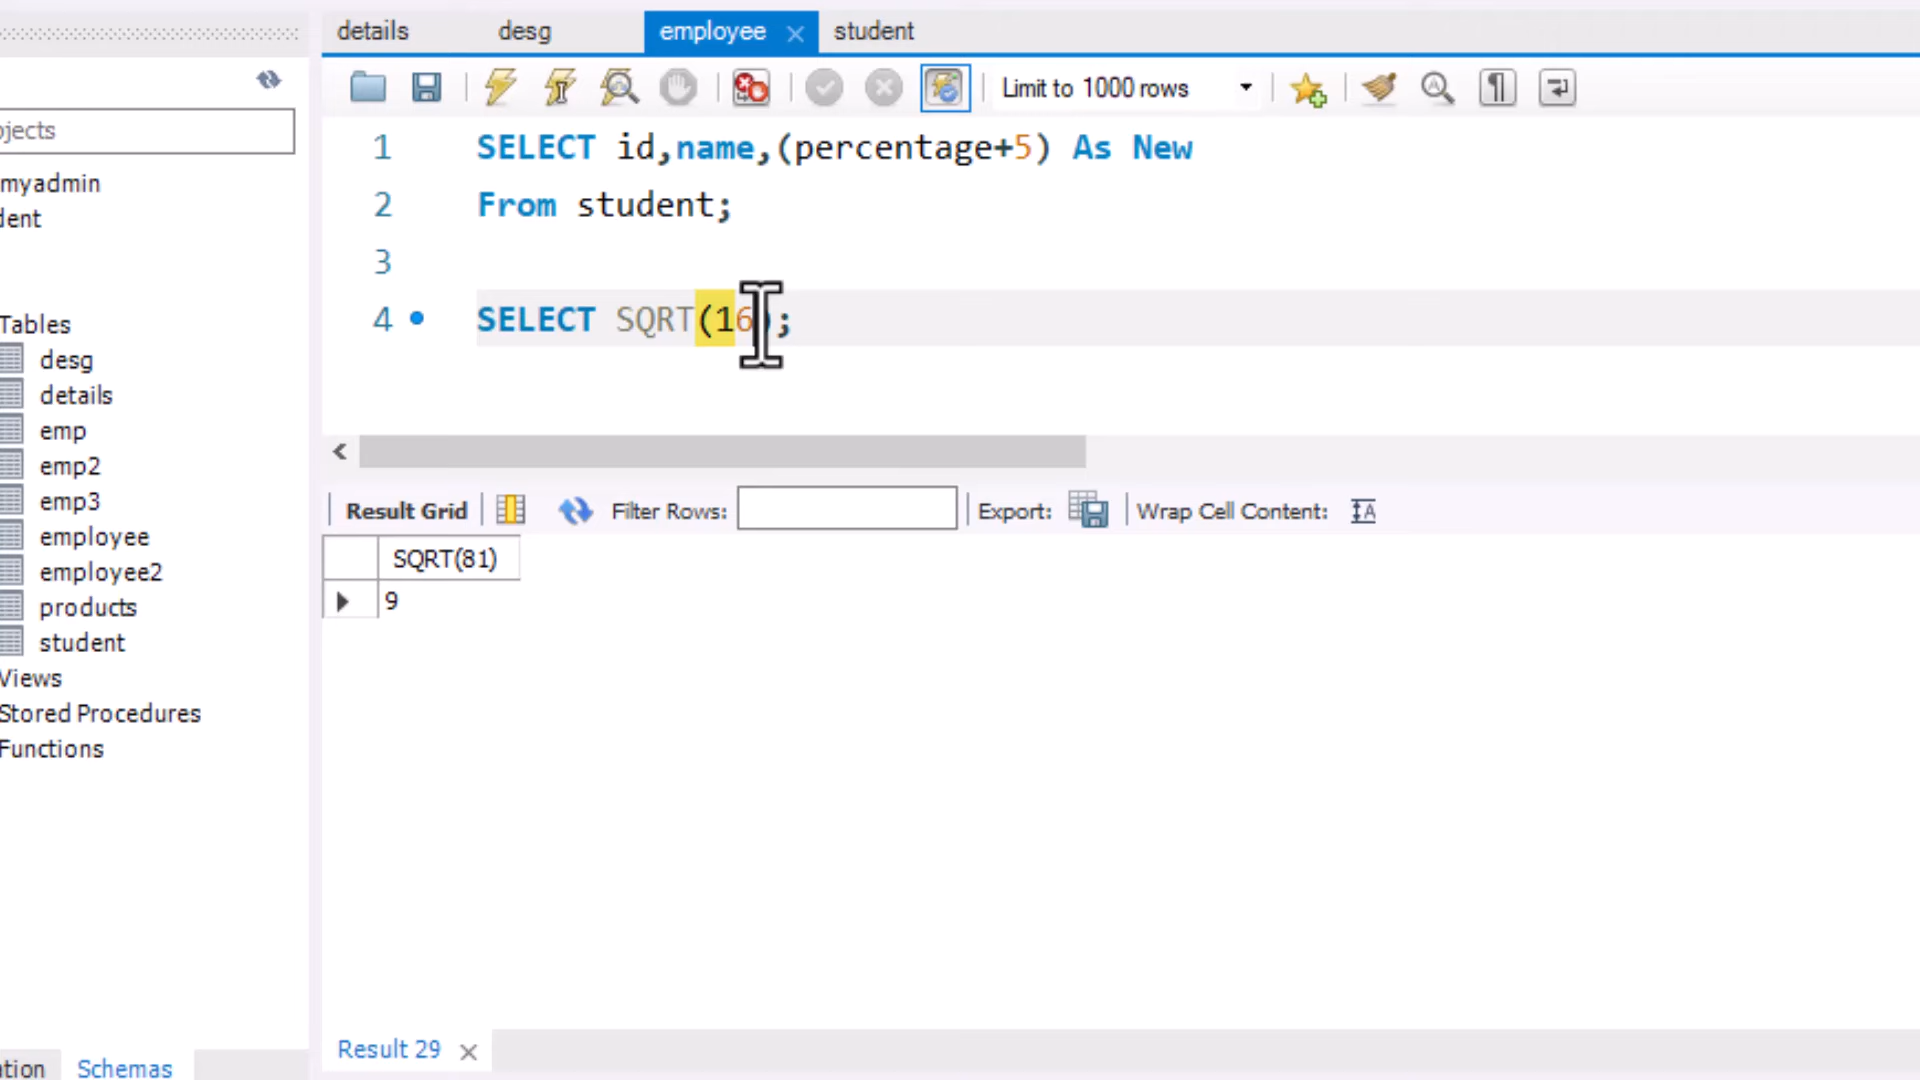 details desg employee student
Limit to 1000 rows
jects
myadmin
dent
Tables
desg
details
emp
emp2
emp3
employee
employee2
products
student
Views
Stored Procedures
Functions
ation Schemas
1 SELECT id,name,(percentage+5) As New
2 From student;
3
4 SELECT SQRT(16);
Result Grid Filter Rows: Export: Wrap Cell Content:
SQRT(81)
9
Result 29